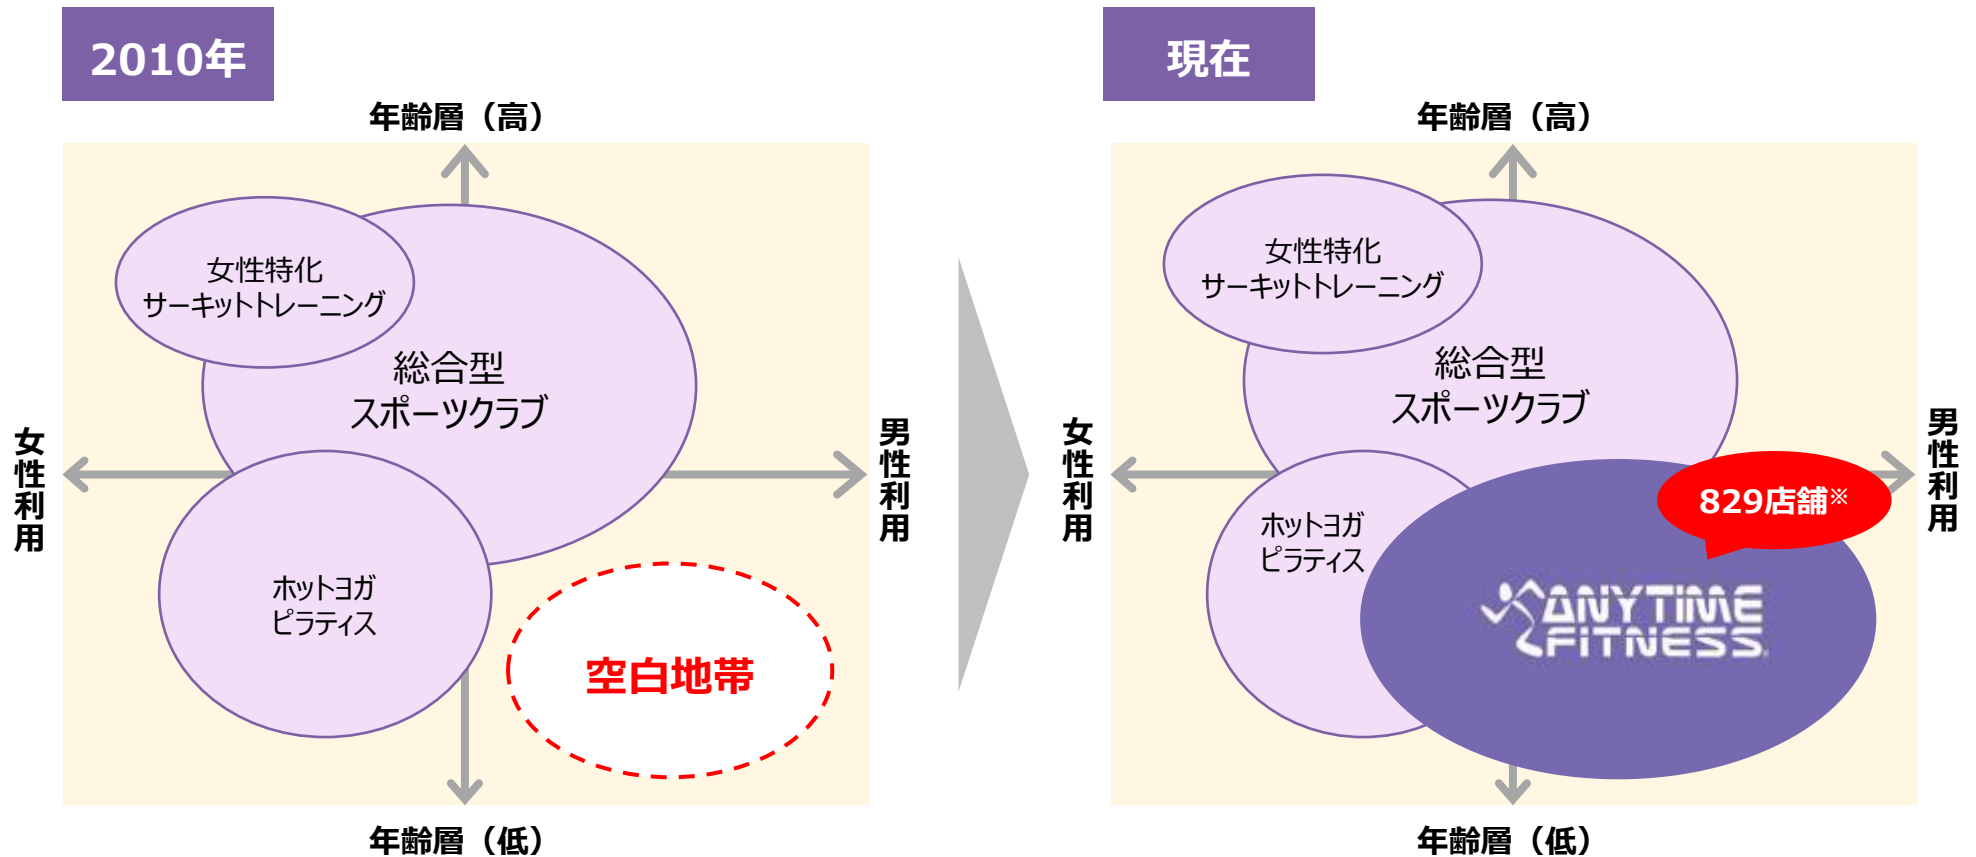 2010年
年齢層（高）
女性特化
サーキットトレーニング
総合型
スポーツクラブ
女性利用
男性利用
ホットヨガ
ピラティス
空白地帯
年齢層（低）
現在
年齢層（高）
女性特化
サーキットトレーニング
総合型
スポーツクラブ
女性利用
男性利用
829店舗※
ホットヨガ
ピラティス
ANYTIME
FITNESS
年齢層（低）